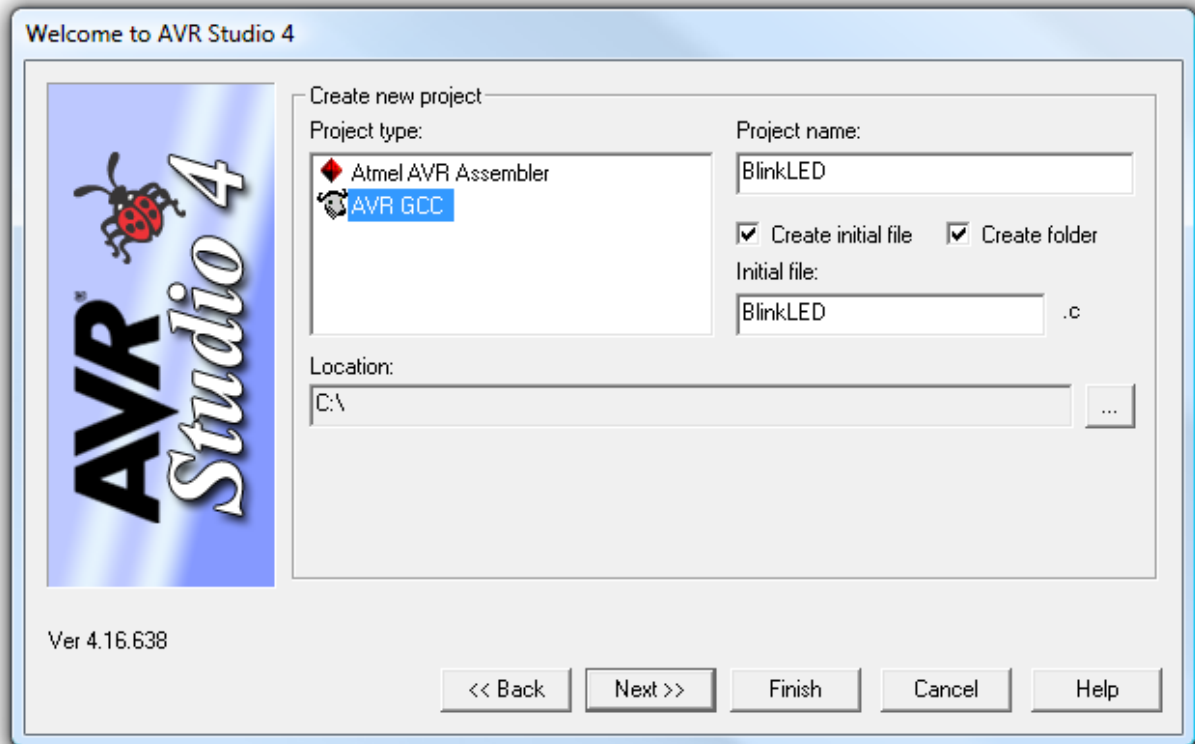 Welcome to AVR Studio 4
AVR® Studio 4
Create new project
Project type:
Atmel AVR Assembler
AVR GCC
Project name:
BlinkLED
Create initial file
Create folder
Initial file:
BlinkLED
.c
Location:
C:\
...
Ver 4.16.638
<< Back
Next >>
Finish
Cancel
Help